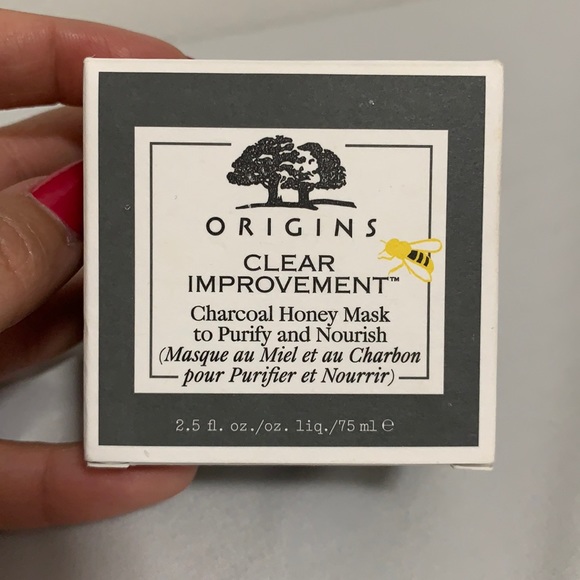 ORIGINS
CLEAR
IMPROVEMENT™
Charcoal Honey Mask
to Purify and Nourish
(Masque au Miel et au Charbon
pour Purifier et Nourrir)
2.5 fl. oz./oz. liq./75 ml ℮